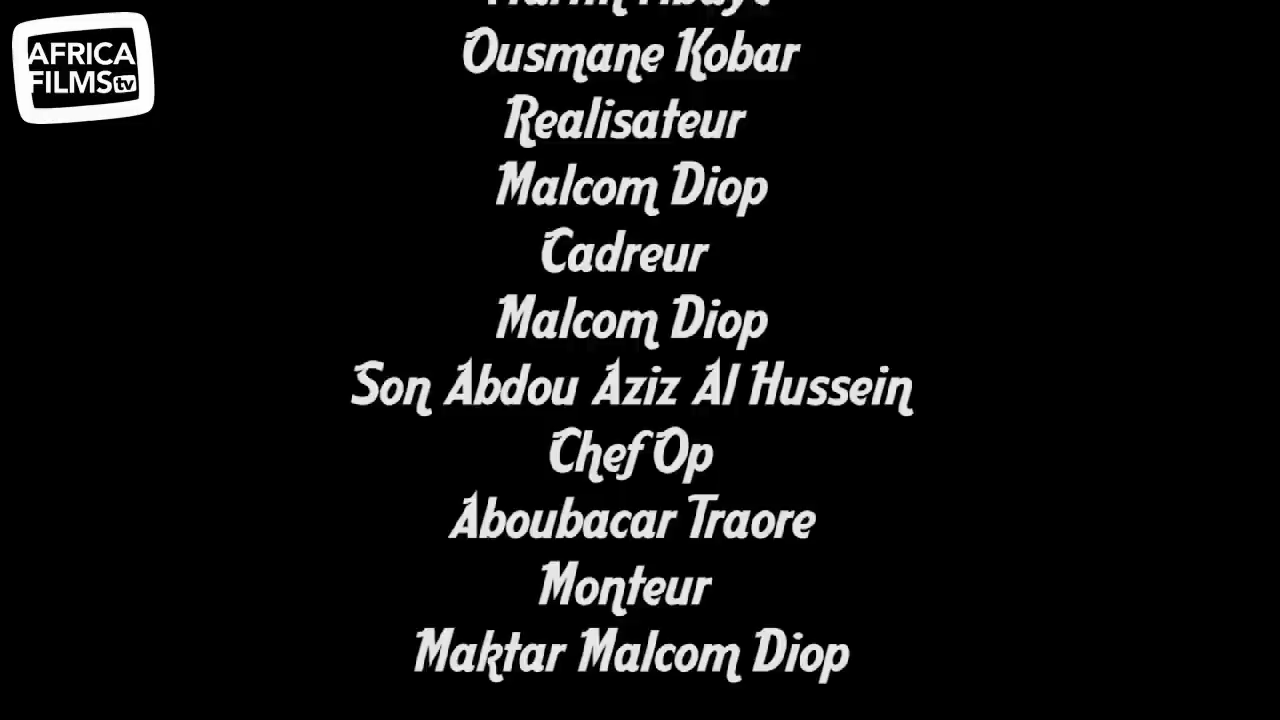 AFRICA
FILMS tv
Ousmane Kobar
Realisateur
Malcom Diop
Cadreur
Malcom Diop
Son Abdou Aziz Al Hussein
Chef Op
Aboubacar Traore
Monteur
Maktar Malcom Diop